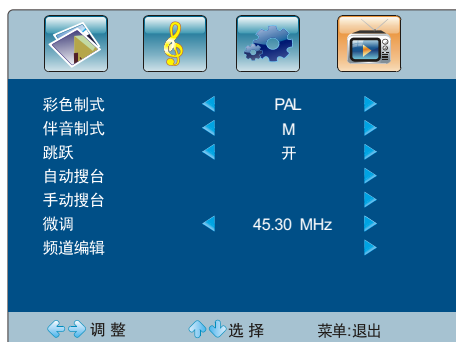 彩色制式 PAL
伴音制式 M
跳跃 开
自动搜台
手动搜台
微调 45.30 MHz
频道编辑
调整 选择 菜单:退出